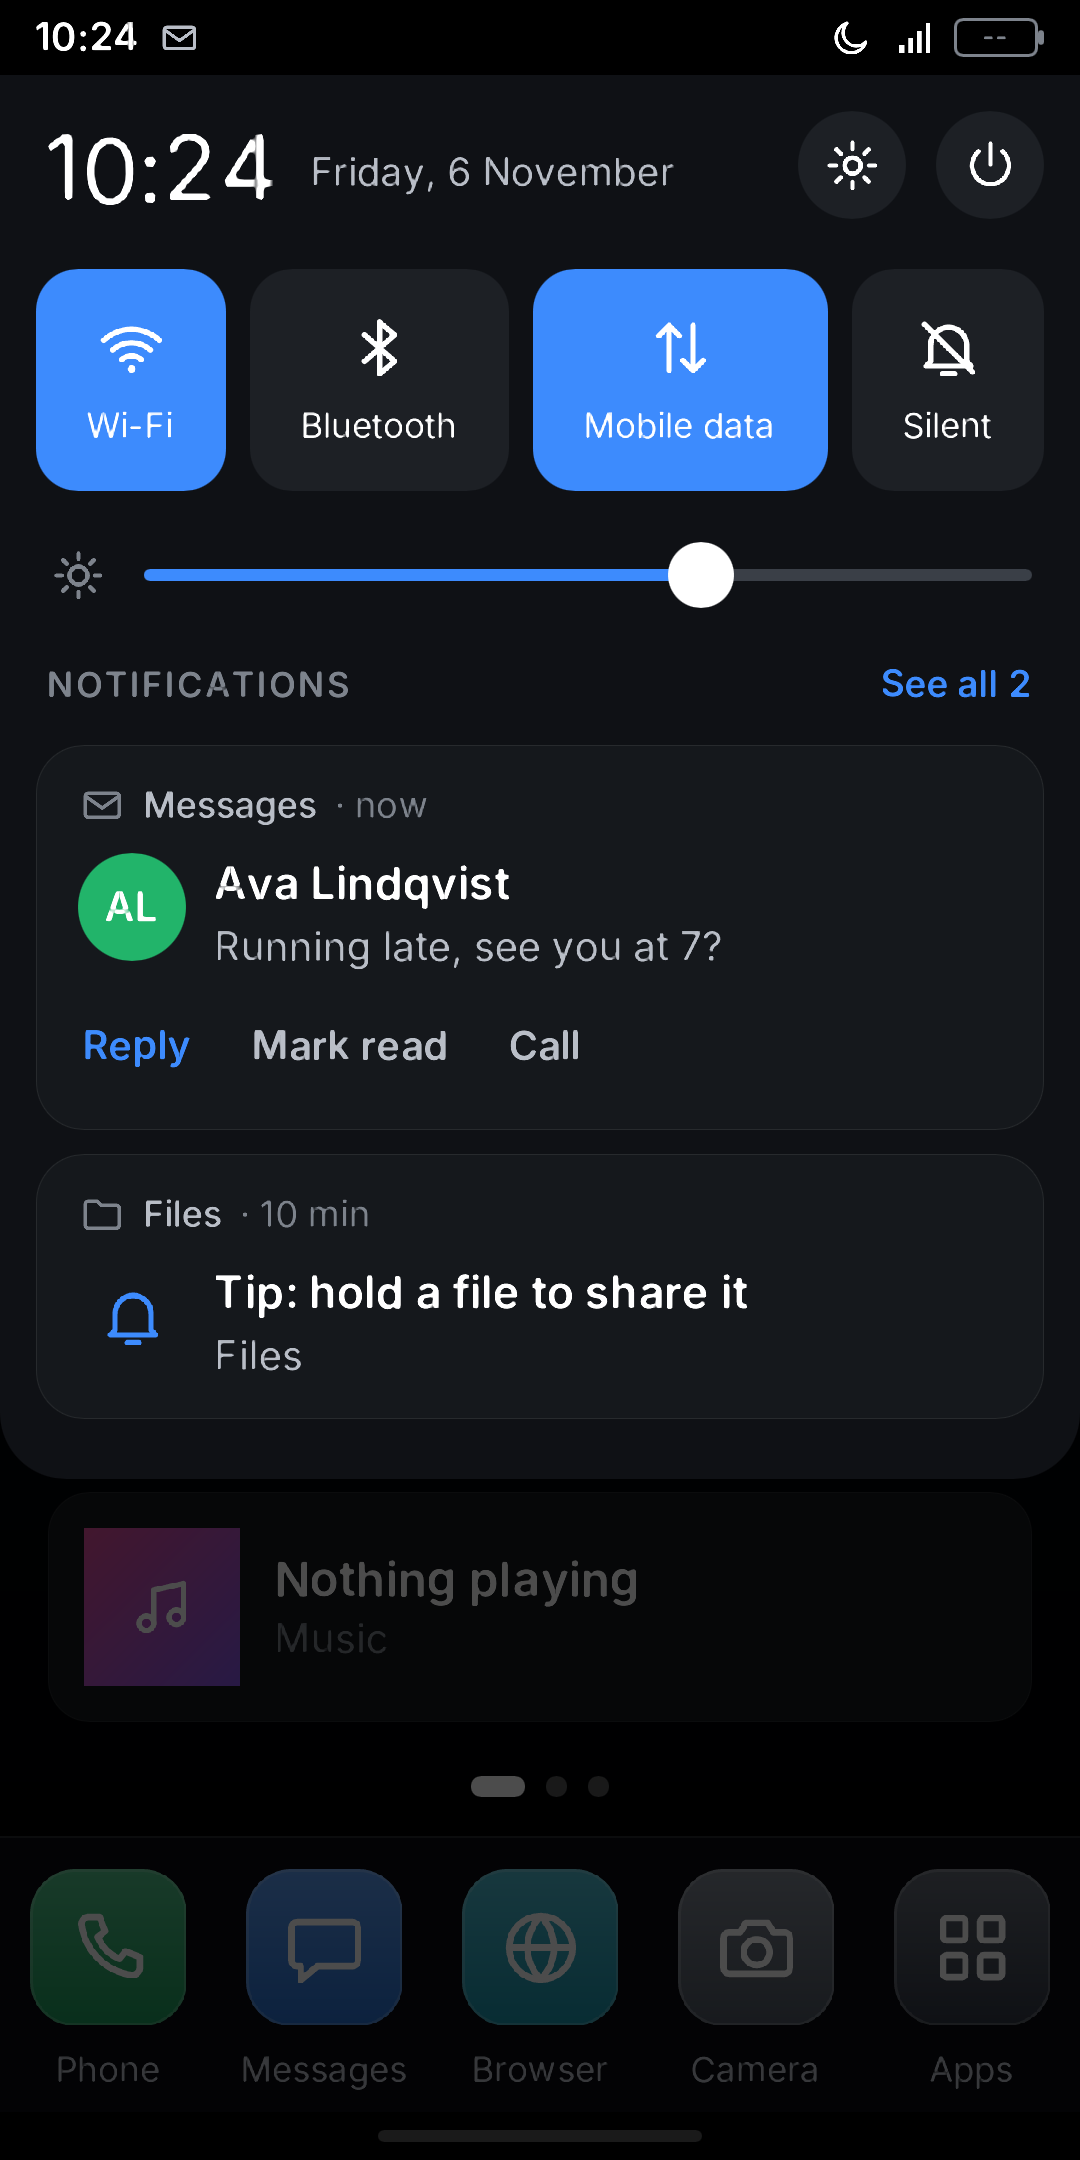 10:24
--
10:24 Friday, 6 November
Wi-Fi Bluetooth Mobile data Silent
NOTIFICATIONS See all 2
Messages · now
AL Ava Lindqvist
Running late, see you at 7?
Reply Mark read Call
Files · 10 min
Tip: hold a file to share it
Files
Nothing playing
Music
Phone Messages Browser Camera Apps